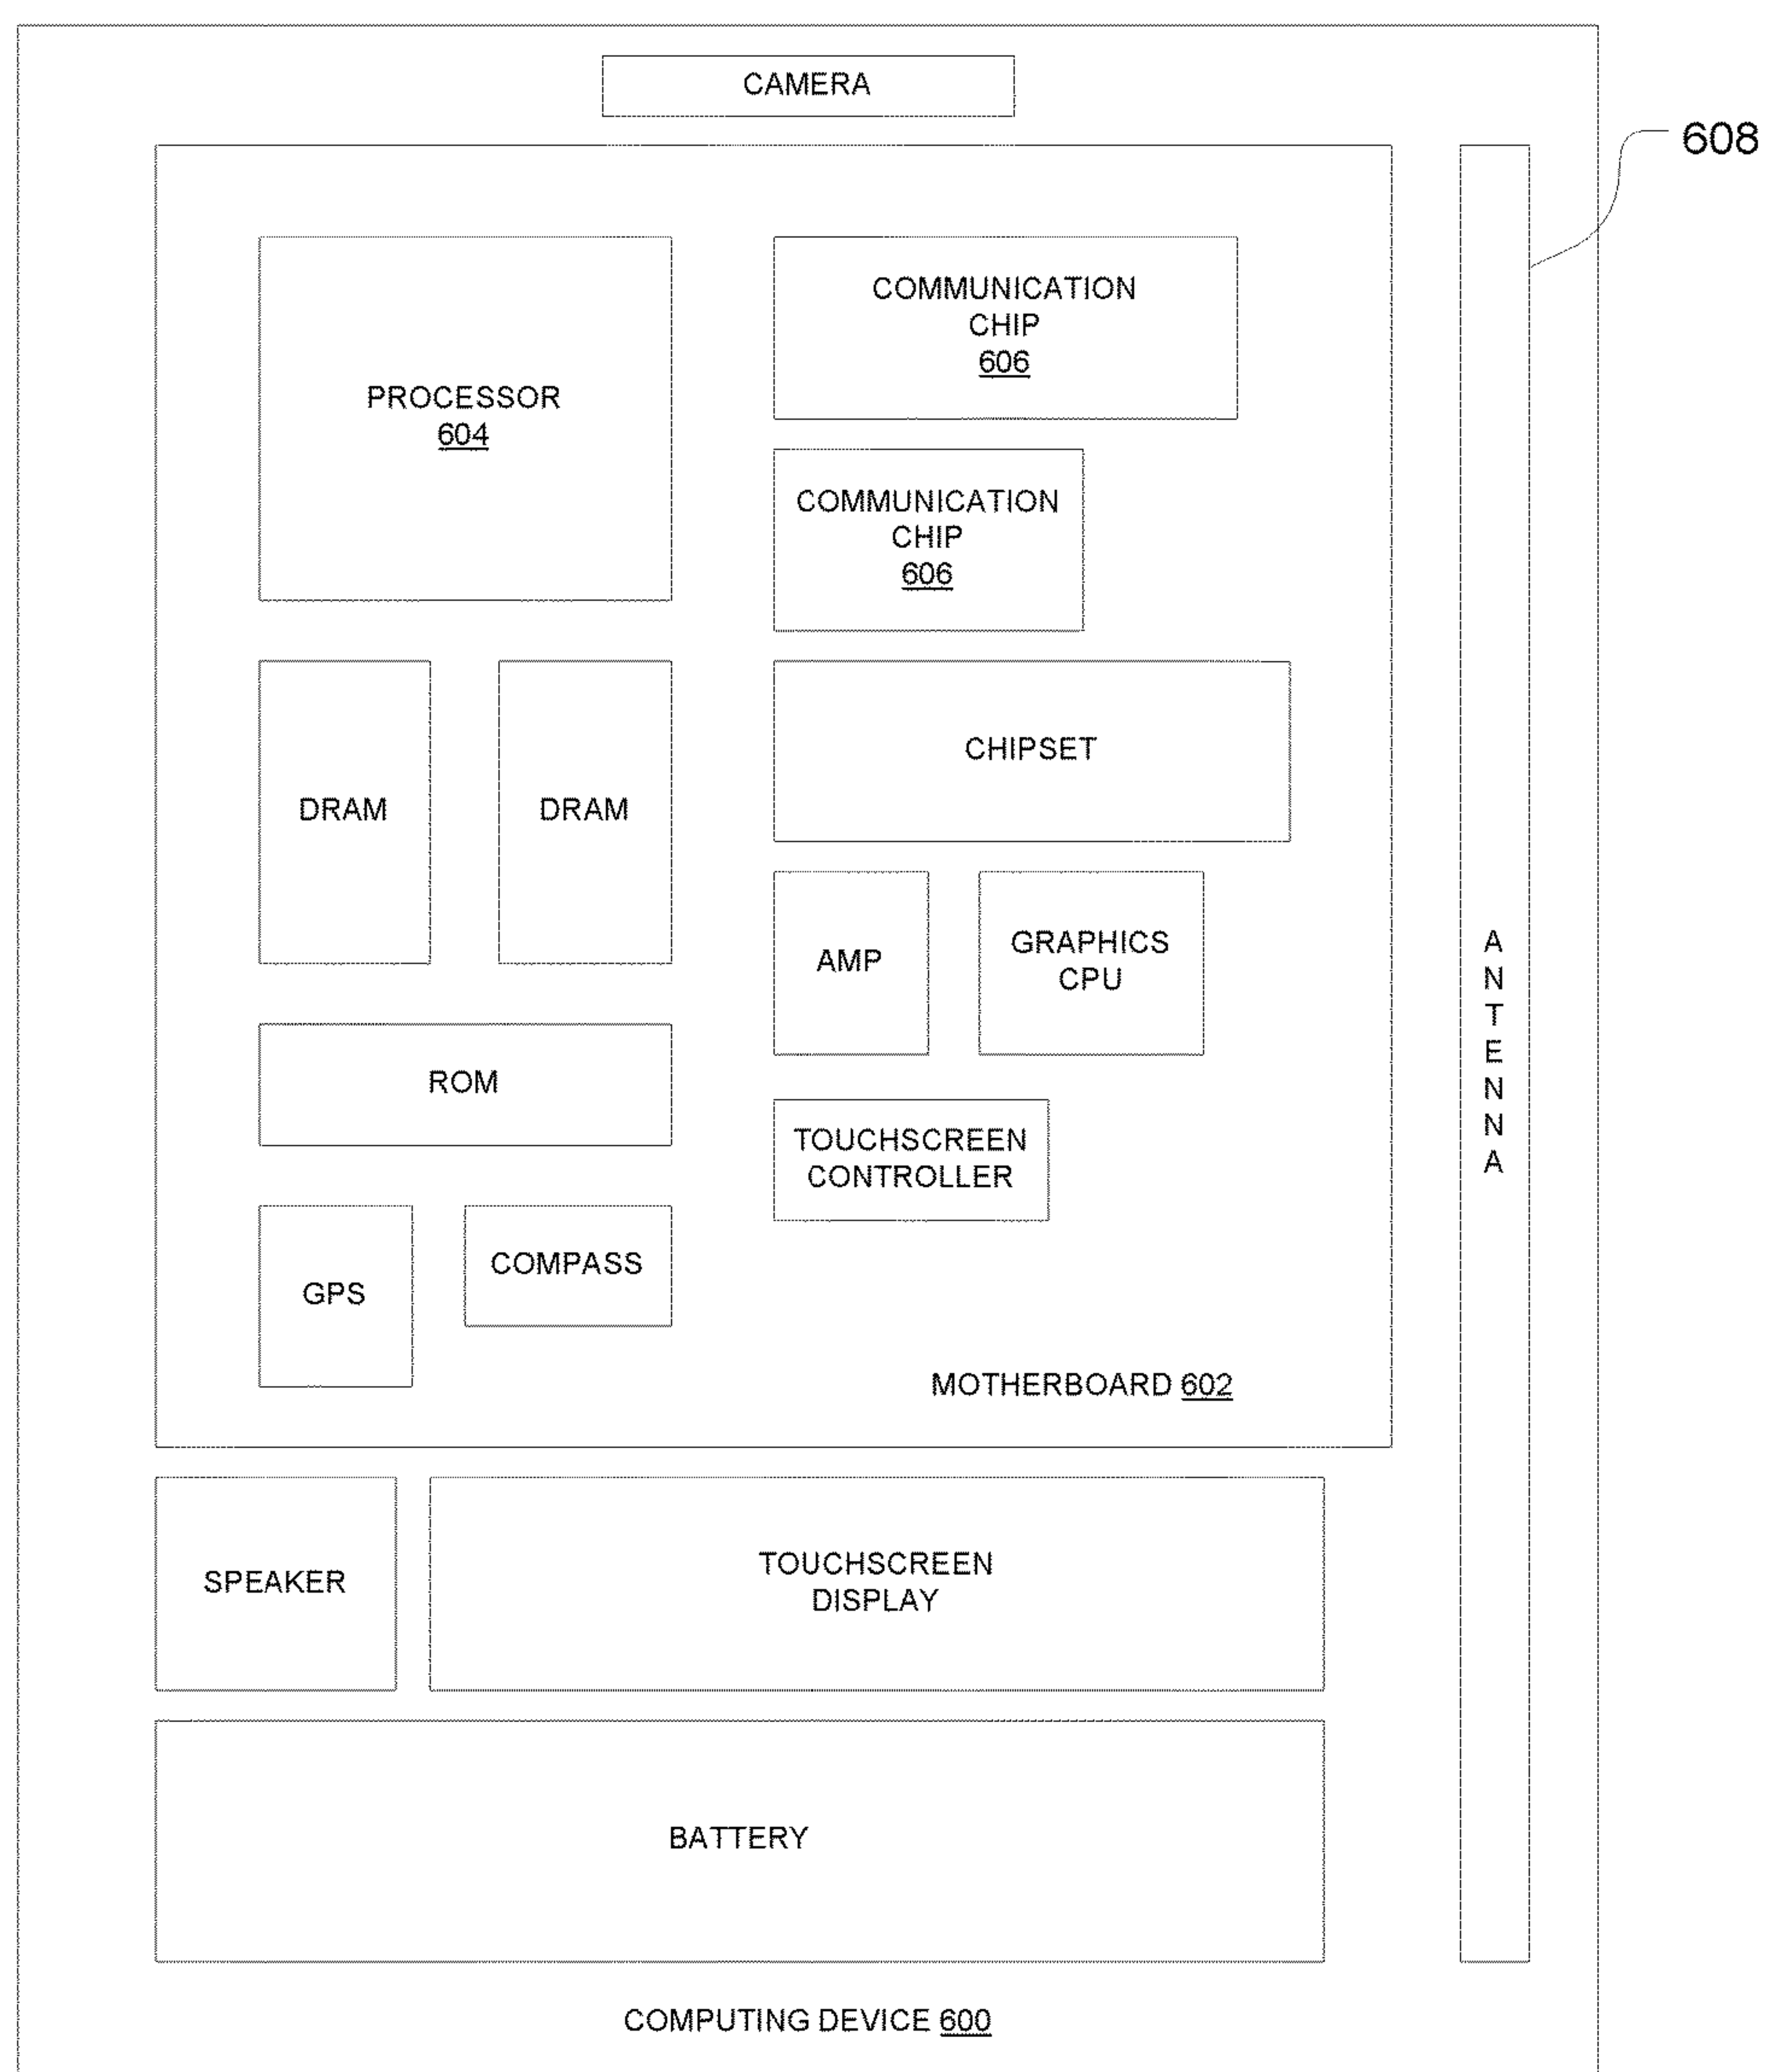 CAMERA
608
PROCESSOR
604
COMMUNICATION
CHIP
606
COMMUNICATION
CHIP
606
DRAM
DRAM
CHIPSET
AMP
GRAPHICS
CPU
ROM
TOUCHSCREEN
CONTROLLER
GPS
COMPASS
MOTHERBOARD 602
A
N
T
E
N
N
A
SPEAKER
TOUCHSCREEN
DISPLAY
BATTERY
COMPUTING DEVICE 600